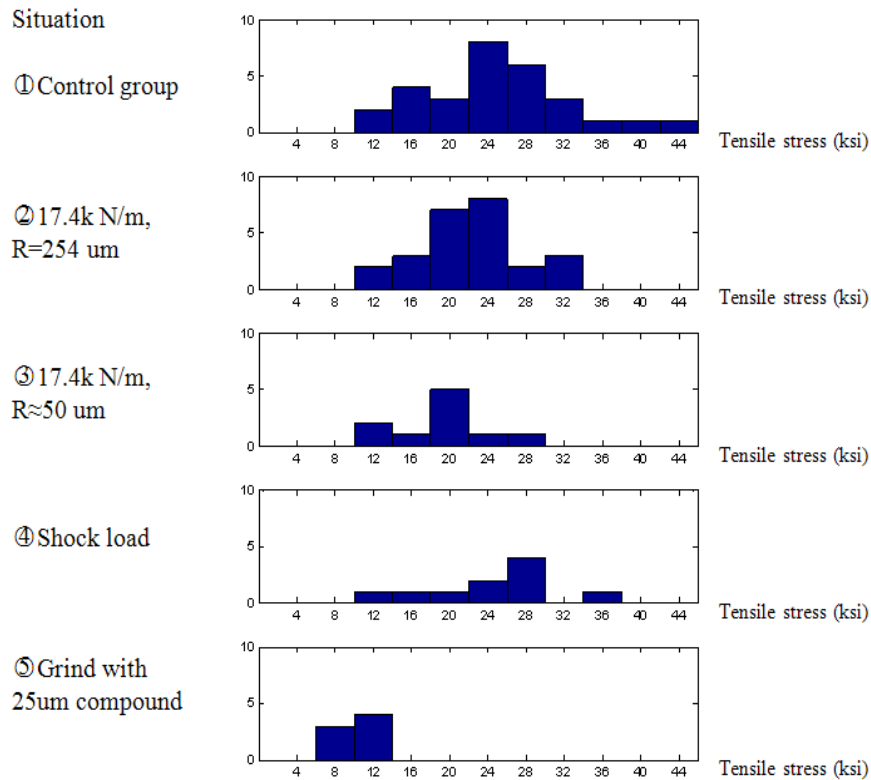 Situation
①Control group
10
5
0
4 8 12 16 20 24 28 32 36 40 44
Tensile stress (ksi)
②17.4k N/m,
R=254 um
10
5
0
4 8 12 16 20 24 28 32 36 40 44
Tensile stress (ksi)
③17.4k N/m,
R≈50 um
10
5
0
4 8 12 16 20 24 28 32 36 40 44
Tensile stress (ksi)
④Shock load
10
5
0
4 8 12 16 20 24 28 32 36 40 44
Tensile stress (ksi)
⑤Grind with
25um compound
10
5
0
4 8 12 16 20 24 28 32 36 40 44
Tensile stress (ksi)